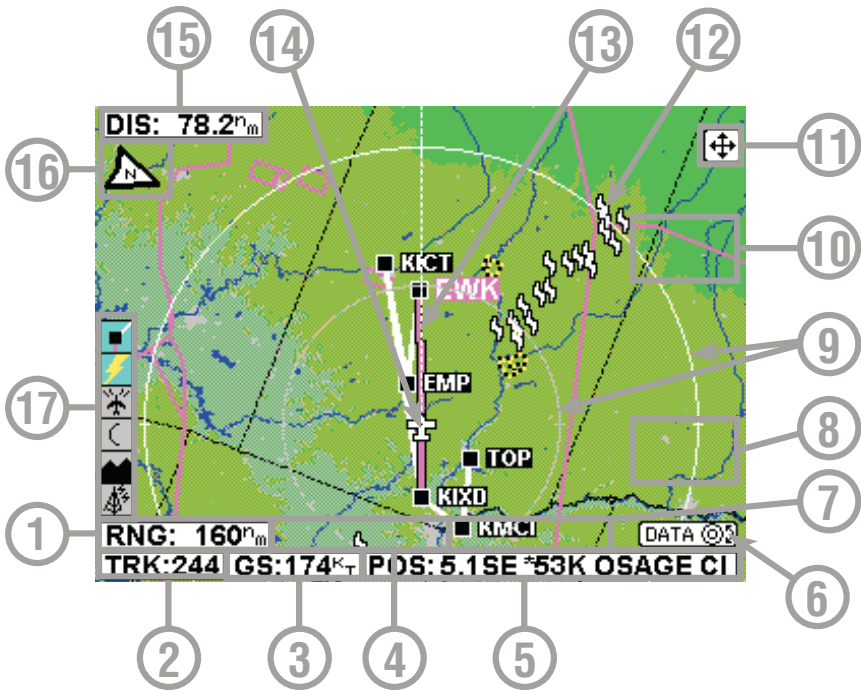 15
14
13
12
DIS: 78.2nm
16
N
11
10
KICT
EWK
9
17
EMP
8
TOP
KIXD
7
1
RNG: 160nm
KMCI
DATA
TRK:244 GS:174KT POS: 5.1SE *53K OSAGE CI
6
2
3
4
5